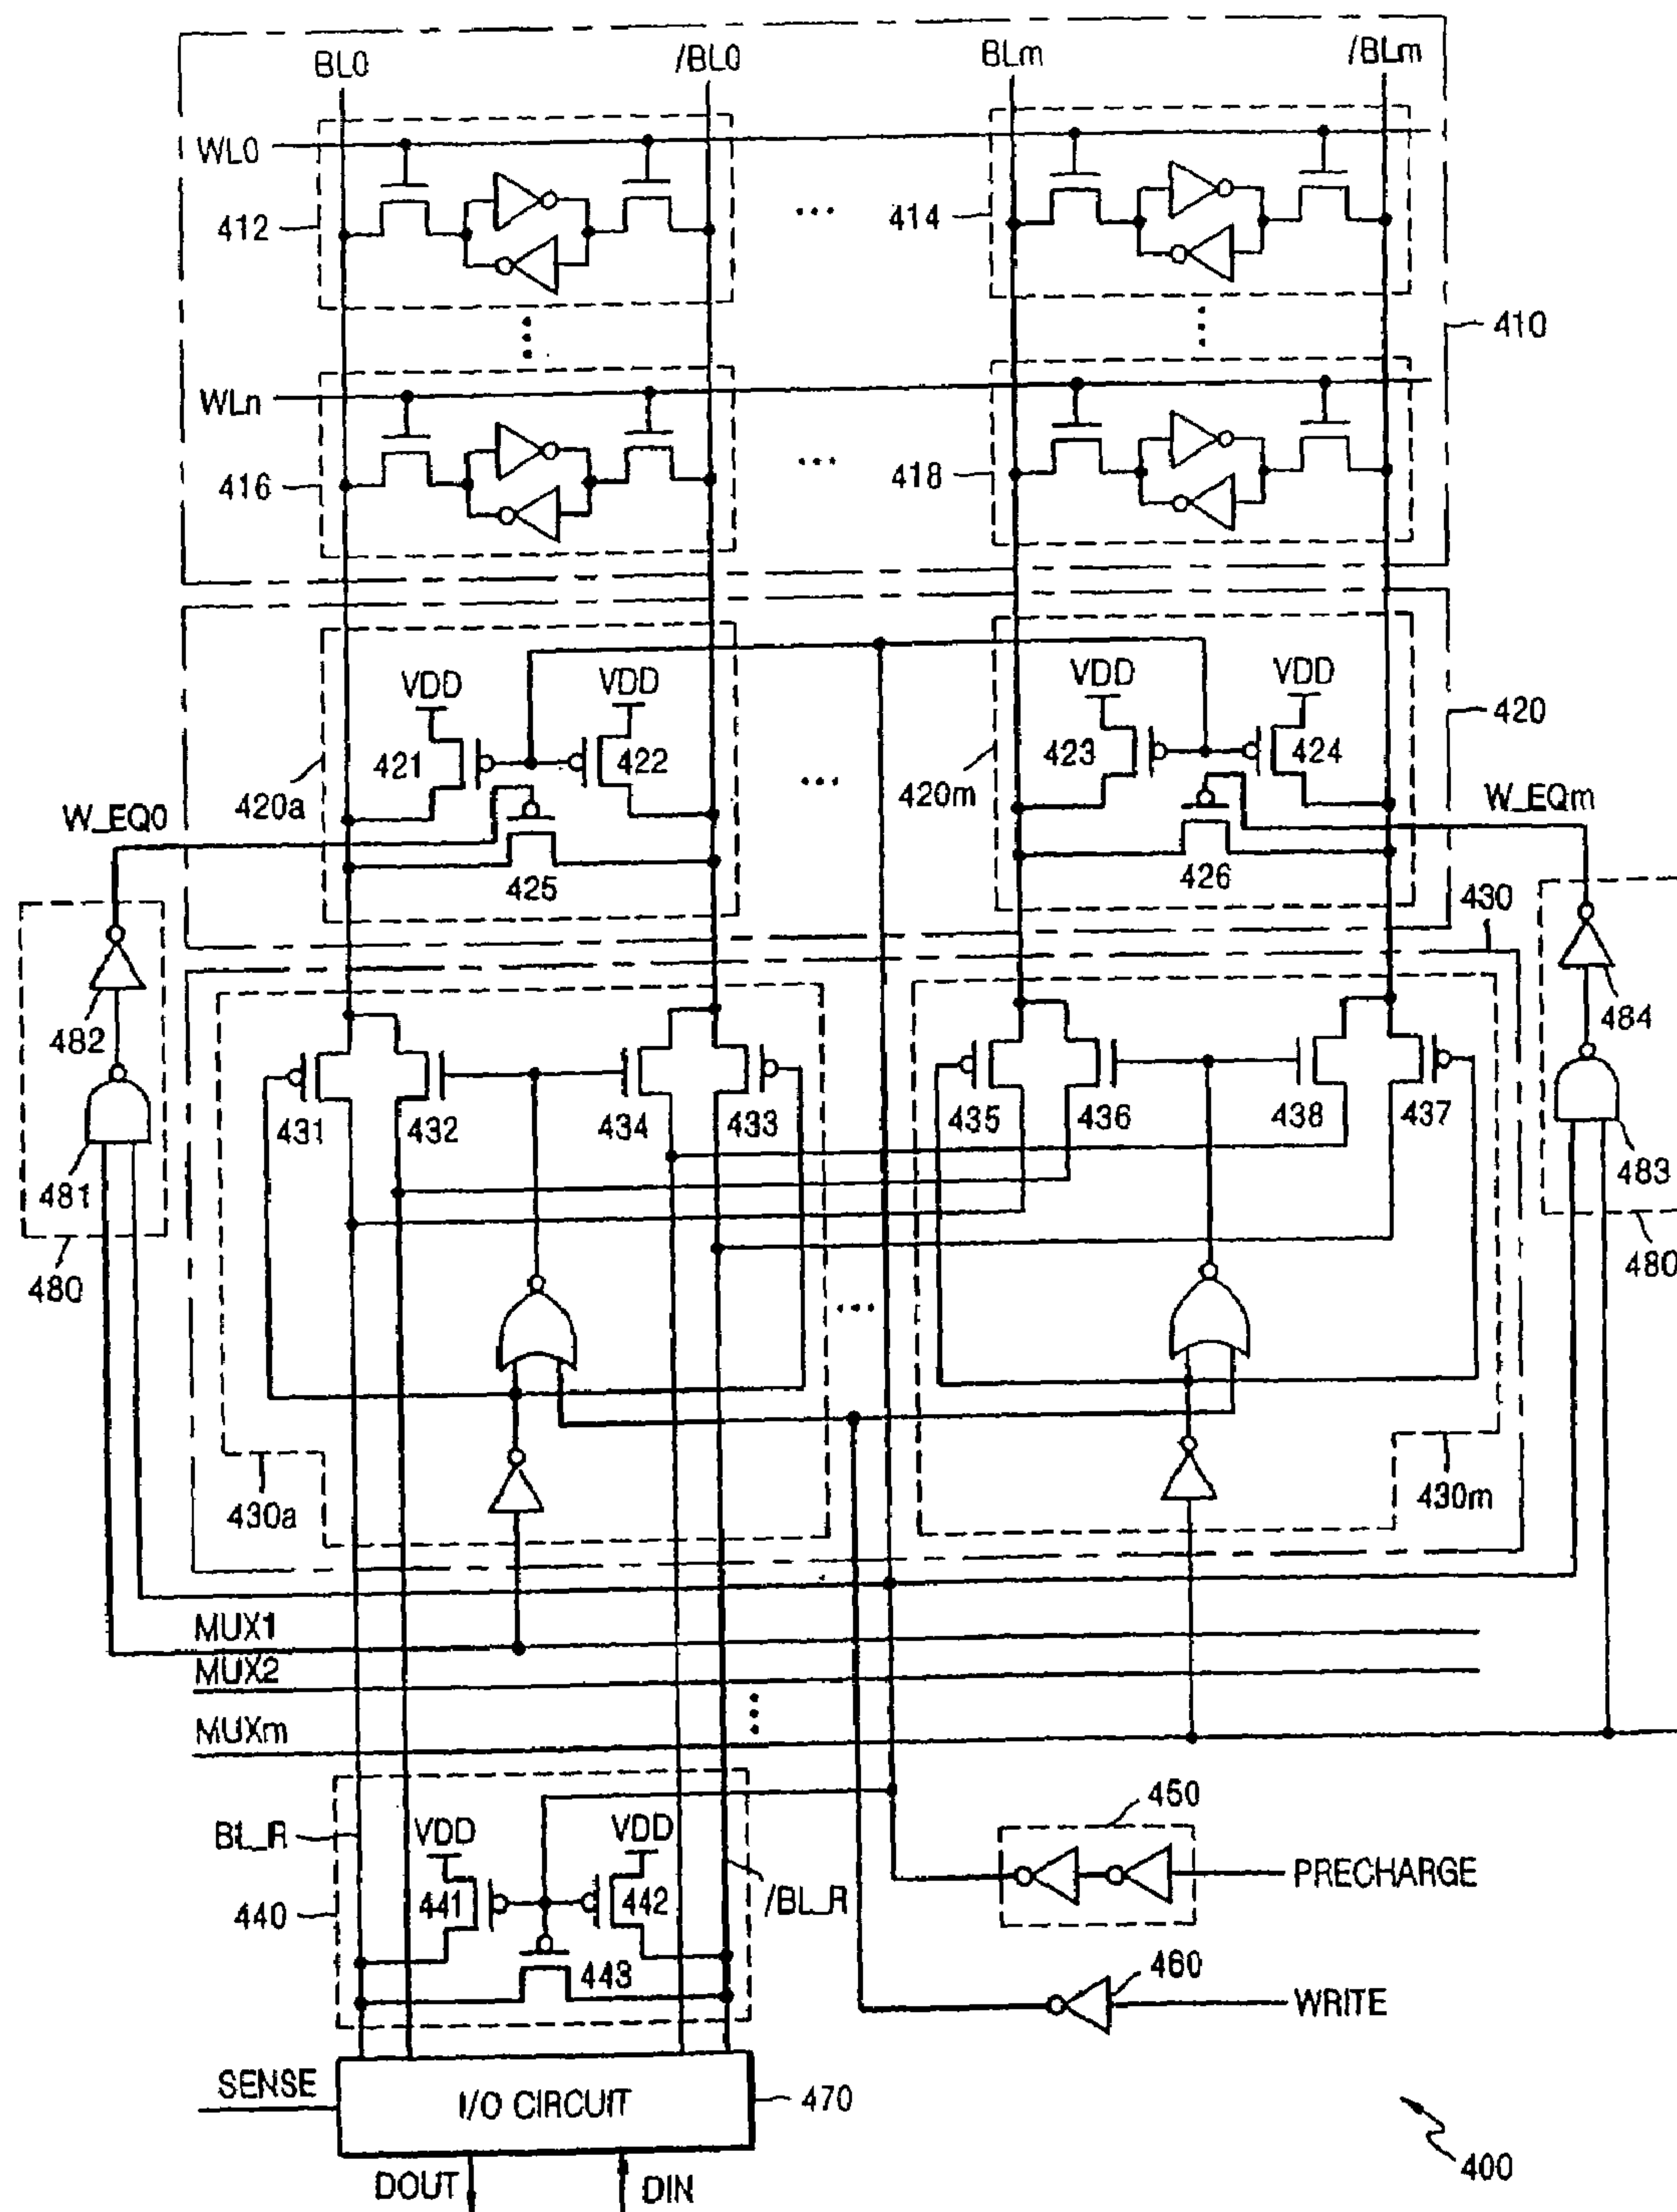 BL0 /BL0 BLm /BLm
WL0
412 414
410
WLn
416 418
VDD VDD VDD VDD
420
421 422 423 424
420a 420m
W_EQ0 W_EQm
425 426
430
482 484
431 432 434 433 435 436 438 437
481 483
480 480
430a 430m
MUX1
MUX2
MUXm
450
BL_R VDD VDD
PRECHARGE
441 442 /BL_R
440
443 460
WRITE
SENSE
I/O CIRCUIT 470
DOUT DIN
400